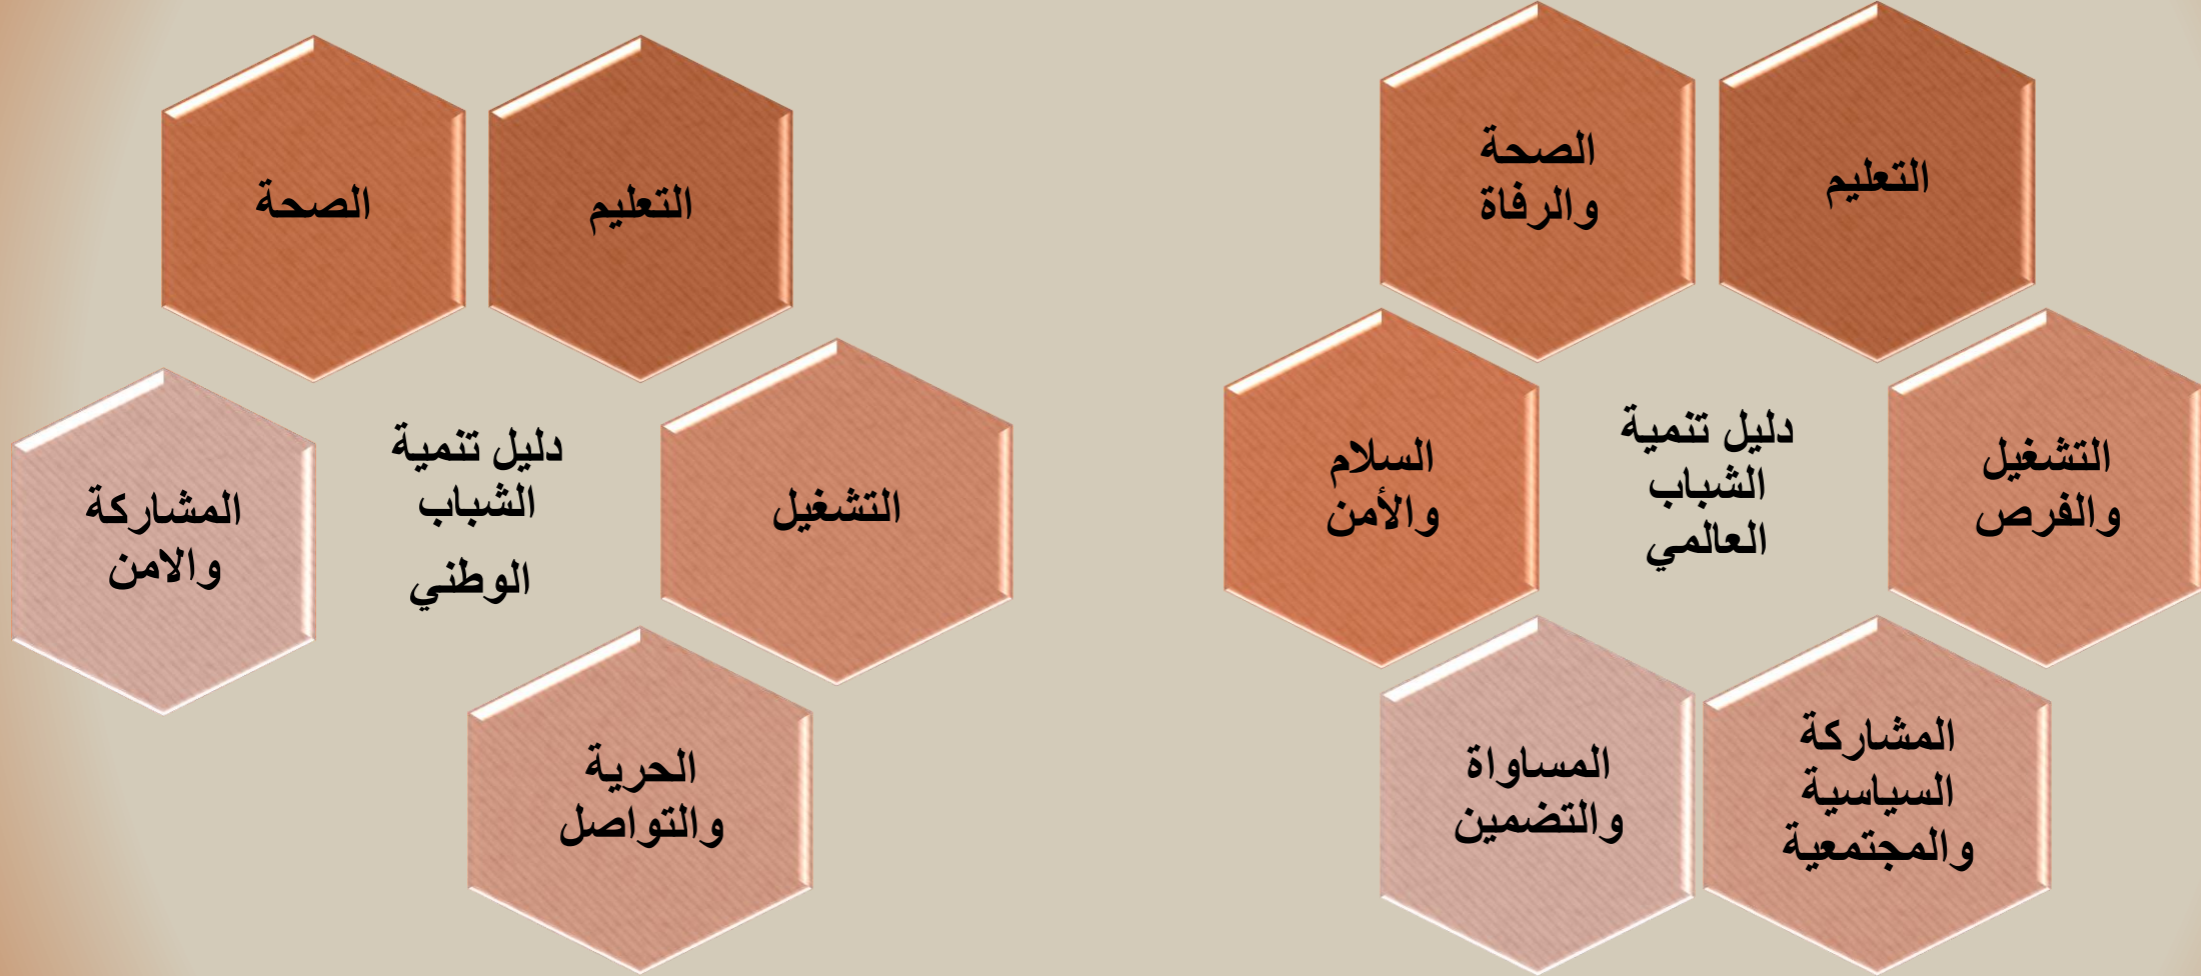 التعليم
الصحة
والرفاة
التشغيل
والفرص
دليل تنمية
الشباب
العالمي
السلام
والأمن
المشاركة
السياسية
والمجتمعية
المساواة
والتضمين
التعليم
الصحة
التشغيل
دليل تنمية
الشباب
الوطني
المشاركة
والامن
الحرية
والتواصل